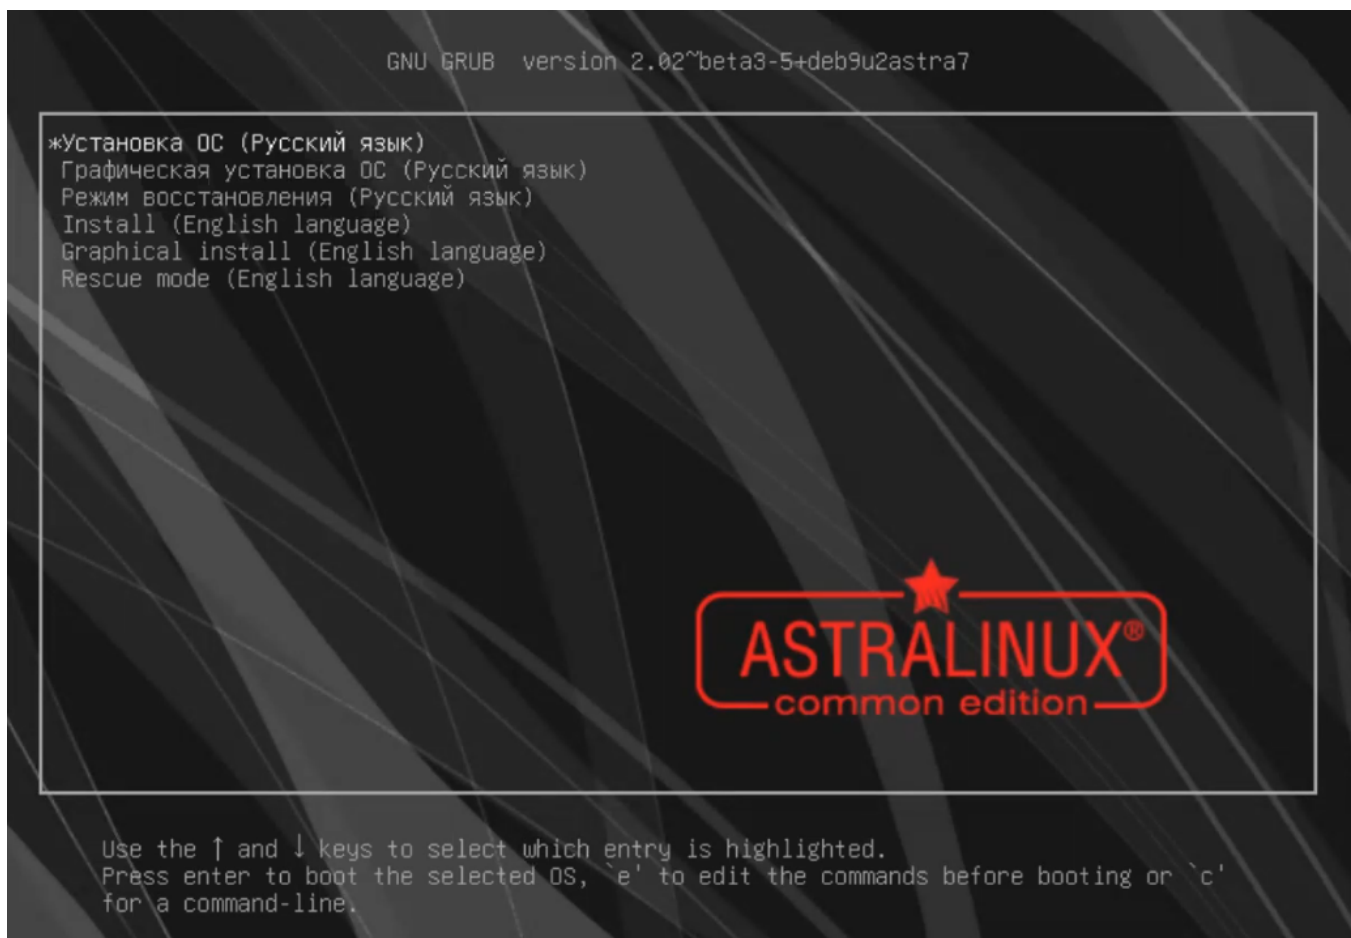 GNU GRUB  version 2.02~beta3-5+deb9u2astra7
*Установка ОС (Русский язык)
Графическая установка ОС (Русский язык)
Режим восстановления (Русский язык)
Install (English language)
Graphical install (English language)
Rescue mode (English language)
ASTRALINUX®
common edition
Use the ↑ and ↓ keys to select which entry is highlighted.
Press enter to boot the selected OS, `e' to edit the commands before booting or `c'
for a command-line.